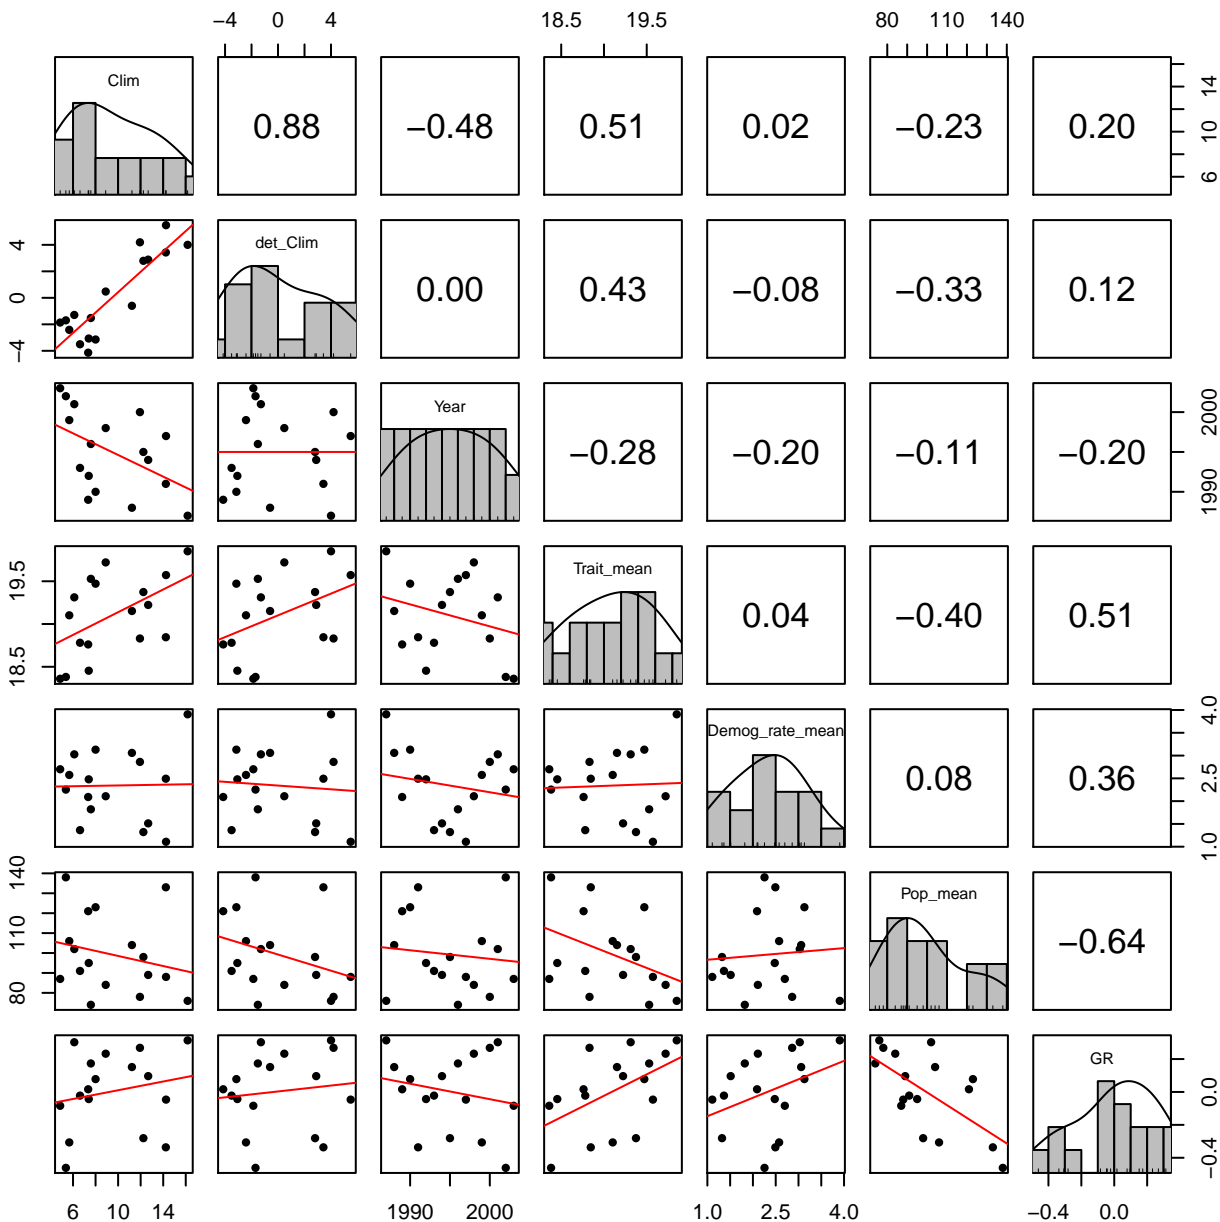 −4 0 4 18.5 19.5 80 110 140
Clim
0.88 −0.48 0.51 0.02 −0.23 0.20
6 10 14
−4 0 4
det_Clim
0.00 0.43 −0.08 −0.33 0.12
Year
−0.28 −0.20 −0.11 −0.20
1990 2000
18.5 19.5
Trait_mean
0.04 −0.40 0.51
Demog_rate_mean
0.08 0.36
1.0 2.5 4.0
80 110 140
Pop_mean
−0.64
GR
−0.4 0.0
6 10 14 1990 2000 1.0 2.5 4.0 −0.4 0.0